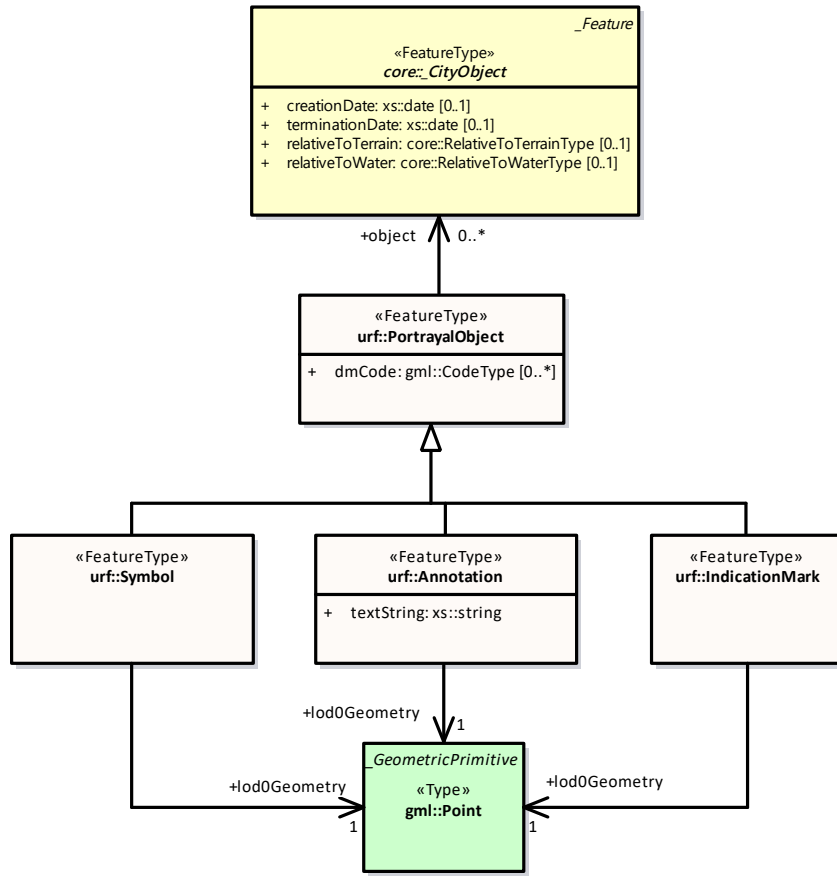 _Feature
«FeatureType»
core::_CityObject
+ creationDate: xs::date [0..1]
+ terminationDate: xs::date [0..1]
+ relativeToTerrain: core::RelativeToTerrainType [0..1]
+ relativeToWater: core::RelativeToWaterType [0..1]
+object 0..*
«FeatureType»
urf::PortrayalObject
+ dmCode: gml::CodeType [0..*]
«FeatureType»
urf::Symbol
«FeatureType»
urf::Annotation
+ textString: xs::string
«FeatureType»
urf::IndicationMark
+lod0Geometry
1
+lod0Geometry
1
+lod0Geometry
1
_GeometricPrimitive
«Type»
gml::Point